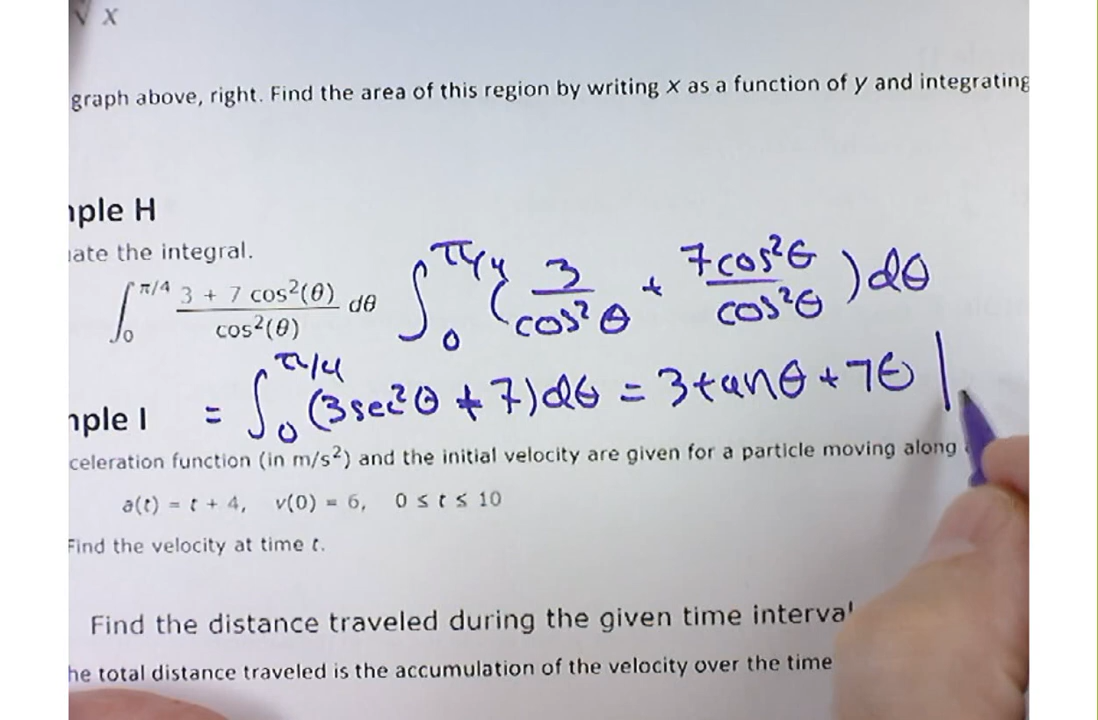 √ x
graph above, right. Find the area of this region by writing x as a function of y and integrating
mple H
uate the integral.
∫₀^π/4 (3 + 7 cos²(θ))/(cos²(θ)) dθ
∫₀^π/4 (3/cos²θ + 7cos²θ/cos²θ) dθ
= ∫₀^π/4 (3sec²θ + 7)dθ = 3tanθ + 7θ |
mple I
celeration function (in m/s²) and the initial velocity are given for a particle moving along
a(t) = t + 4, v(0) = 6, 0 ≤ t ≤ 10
Find the velocity at time t.
Find the distance traveled during the given time interval
he total distance traveled is the accumulation of the velocity over the time